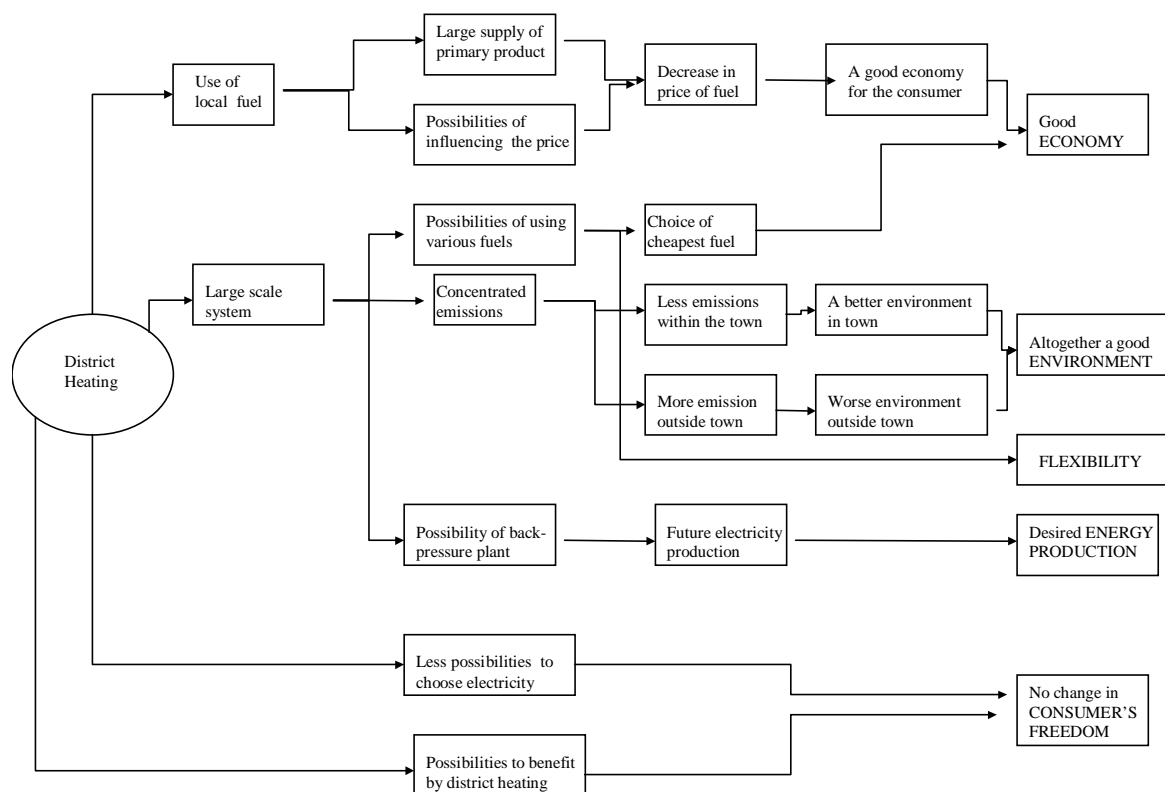 Large supply of
primary product
Use of
local fuel
Decrease in
price of fuel
A good economy
for the consumer
Good
ECONOMY
Possibilities of
influencing the price
Possibilities of using
various fuels
Choice of
cheapest fuel
Large scale
system
Concentrated
emissions
Less emissions
within the town
A better environment
in town
Altogether a good
ENVIRONMENT
District
Heating
More emission
outside town
Worse environment
outside town
FLEXIBILITY
Possibility of back-
pressure plant
Future electricity
production
Desired ENERGY
PRODUCTION
Less possibilities to
choose electricity
No change in
CONSUMER'S
FREEDOM
Possibilities to benefit
by district heating